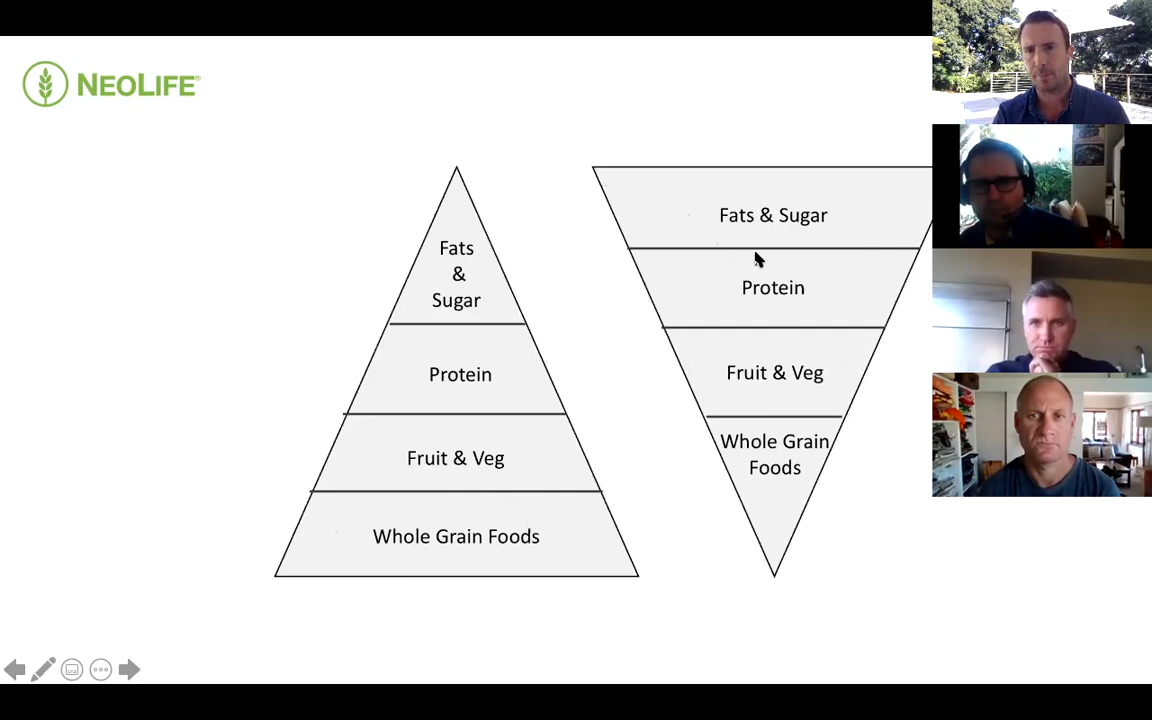 NEOLIFE®
Fats
&
Sugar
Protein
Fruit & Veg
Whole Grain Foods
Fats & Sugar
Protein
Fruit & Veg
Whole Grain
Foods